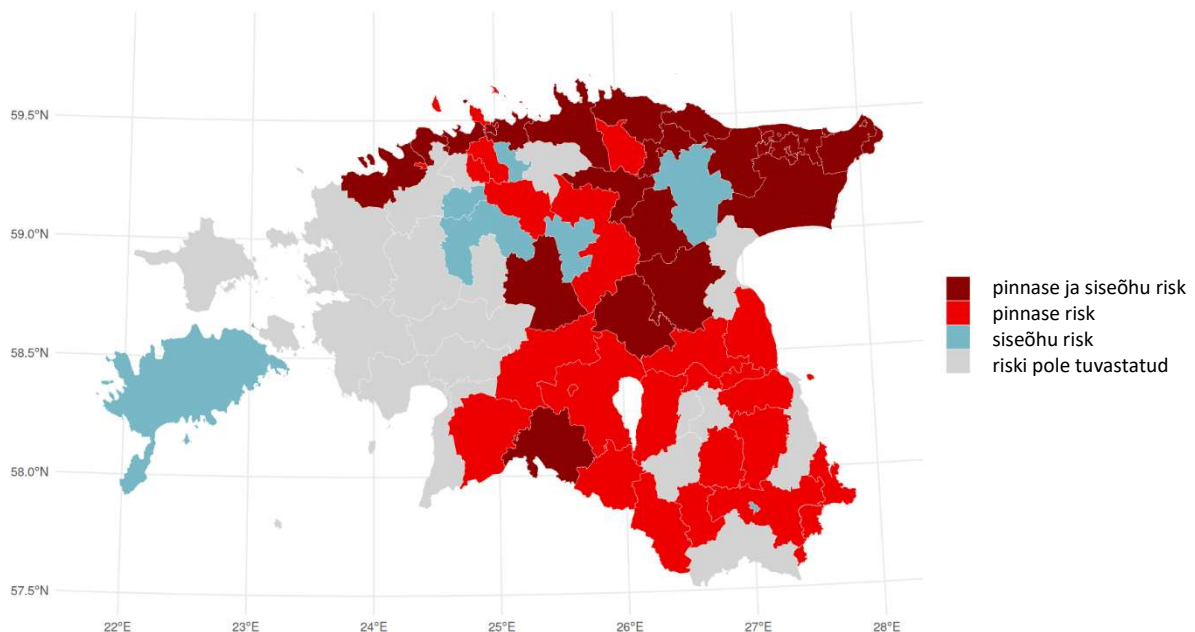 59.5°N
59.0°N
58.5°N
58.0°N
57.5°N
22°E
23°E
24°E
25°E
26°E
27°E
28°E
pinnase ja siseõhu risk
pinnase risk
siseõhu risk
riski pole tuvastatud